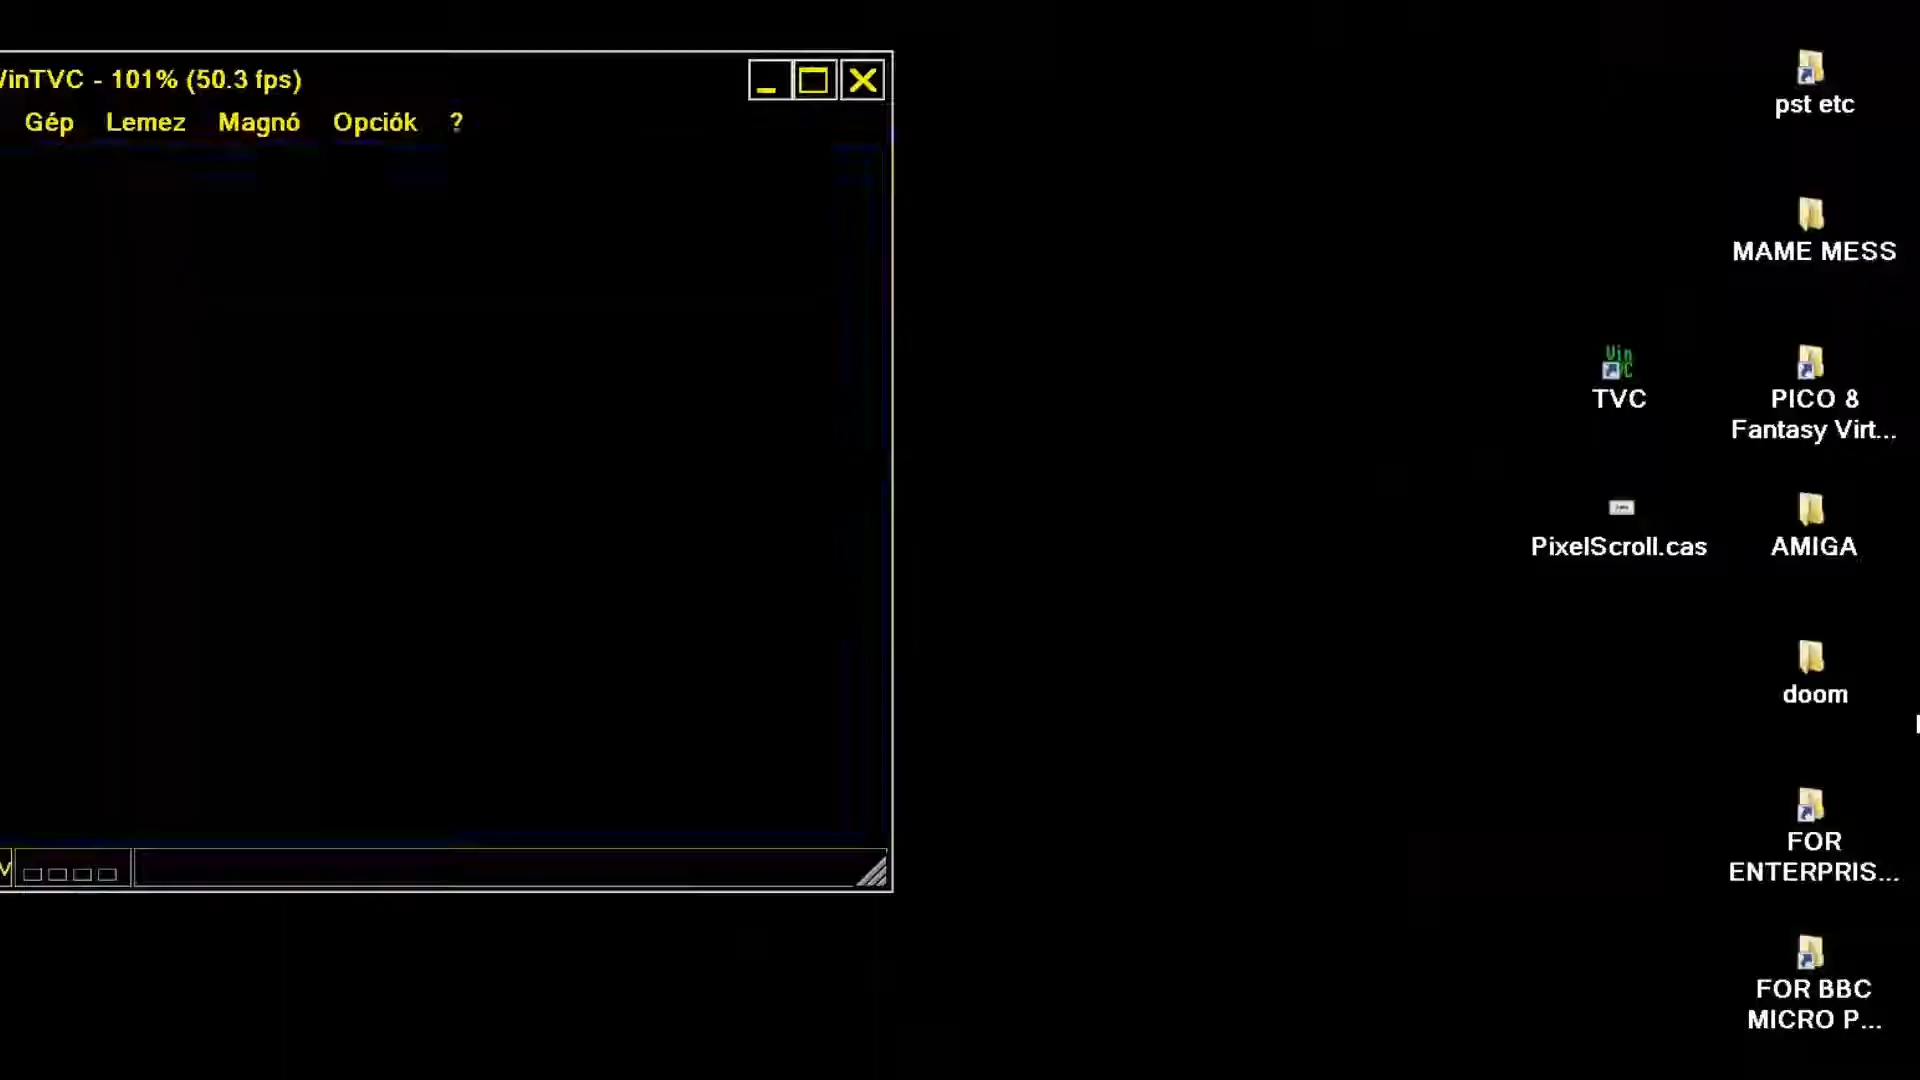 WinTVC - 101% (50.3 fps)
Gép Lemez Magnó Opciók ?
pst etc
MAME MESS
TVC
PICO 8
Fantasy Virt...
PixelScroll.cas
AMIGA
doom
FOR
ENTERPRIS...
FOR BBC
MICRO P...